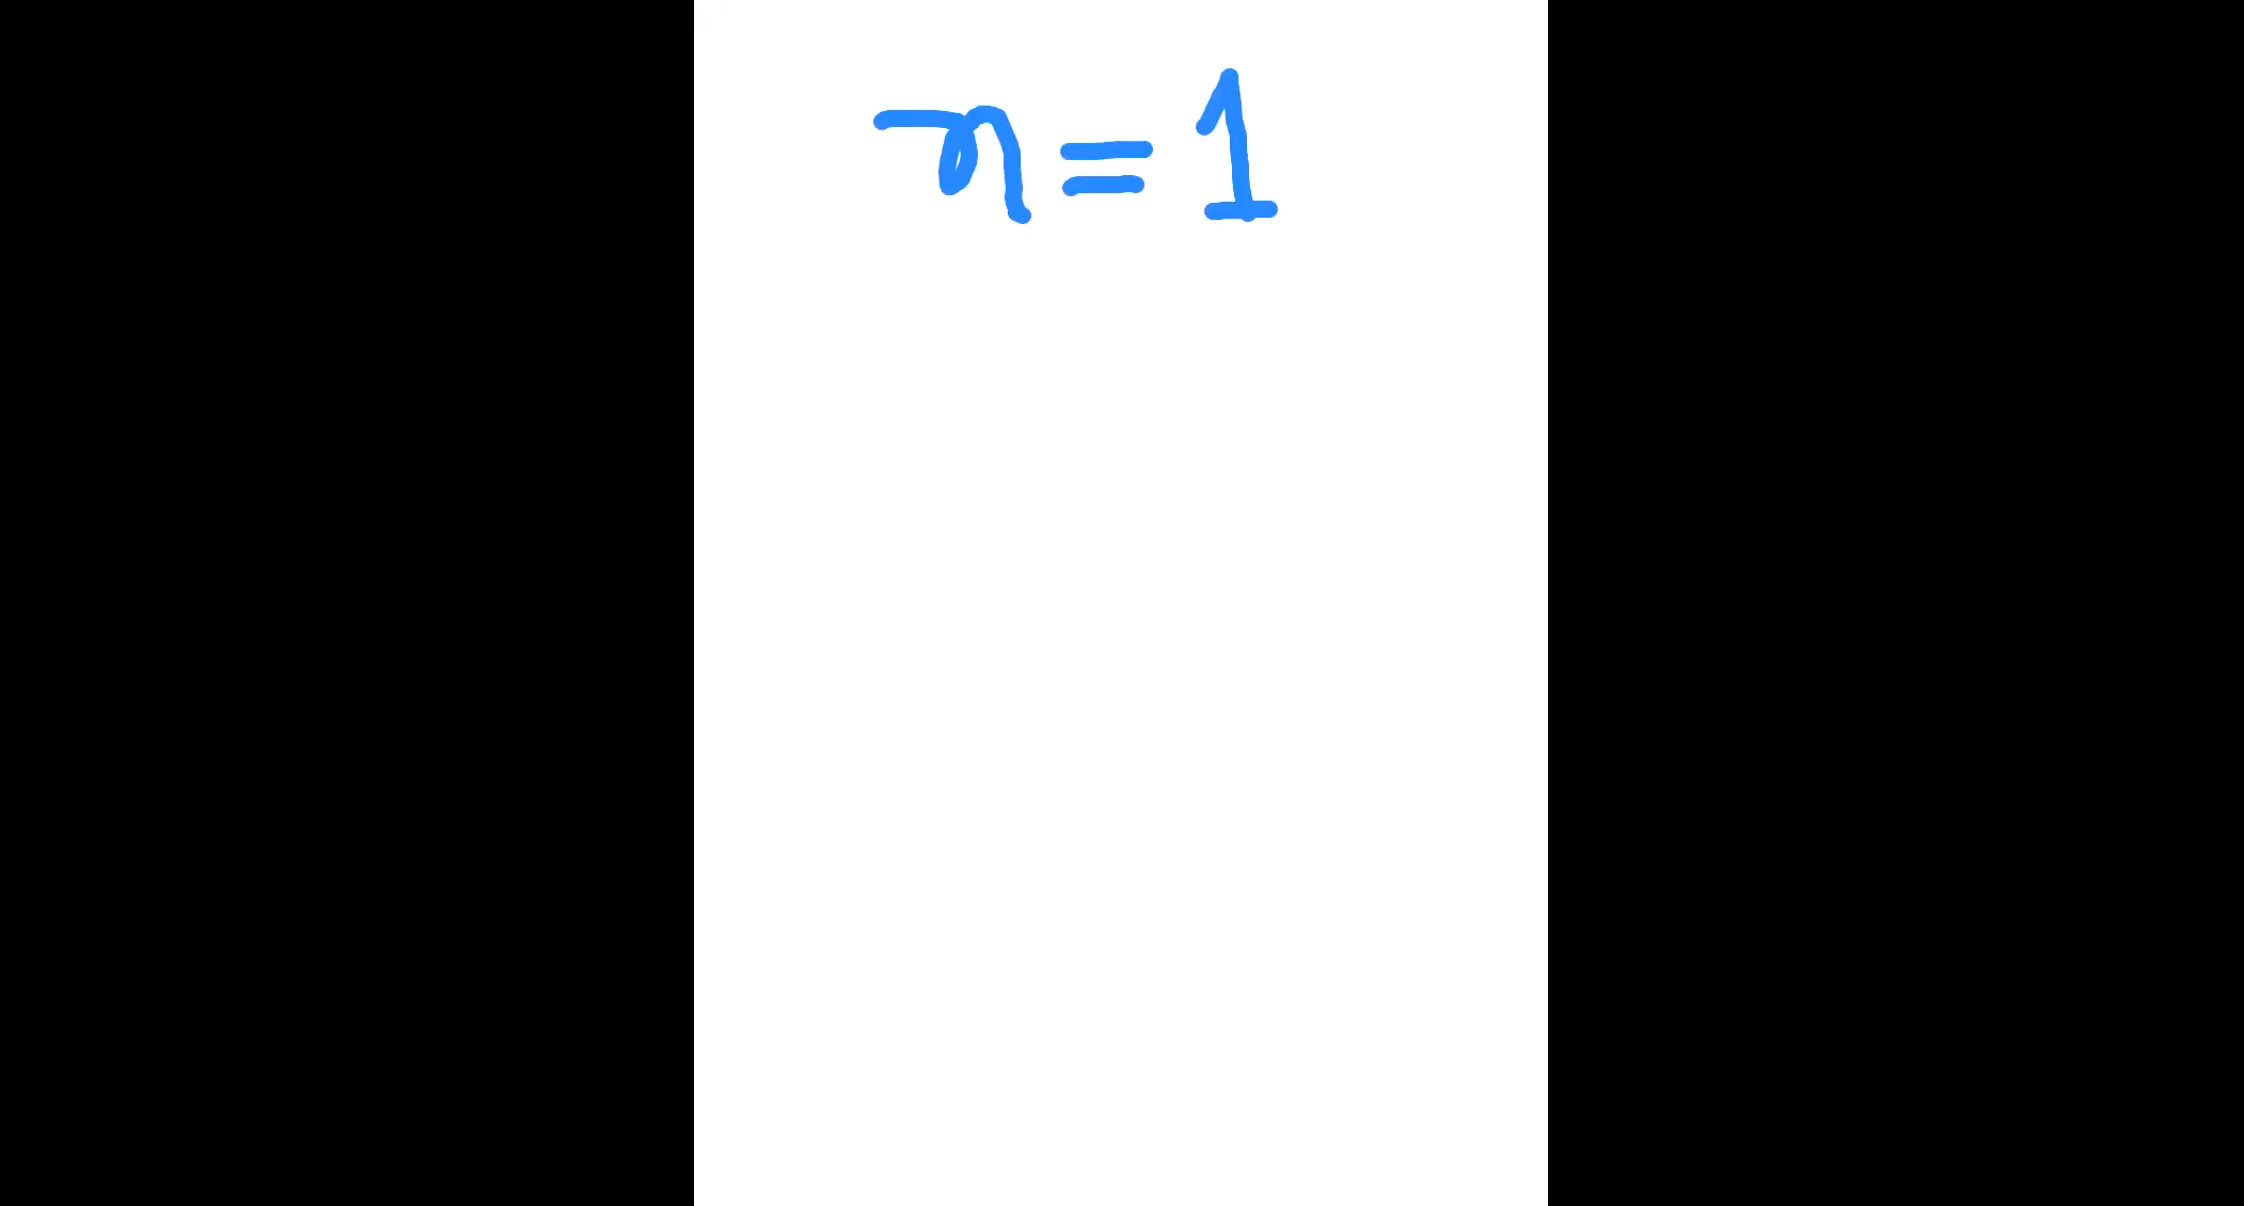 n = 1